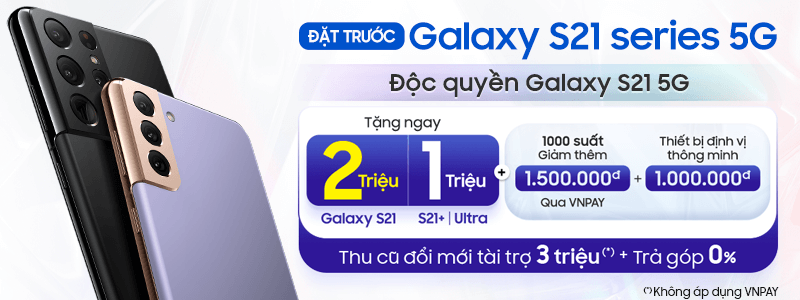 ĐẶT TRƯỚC Galaxy S21 series 5G
Độc quyền Galaxy S21 5G
Tặng ngay
2 Triệu 1 Triệu
Galaxy S21 S21+ | Ultra
+
1000 suất
Giảm thêm
1.500.000đ
Qua VNPAY
+
Thiết bị định vị
thông minh
1.000.000đ
Thu cũ đổi mới tài trợ 3 triệu(*) + Trả góp 0%
(*)Không áp dụng VNPAY